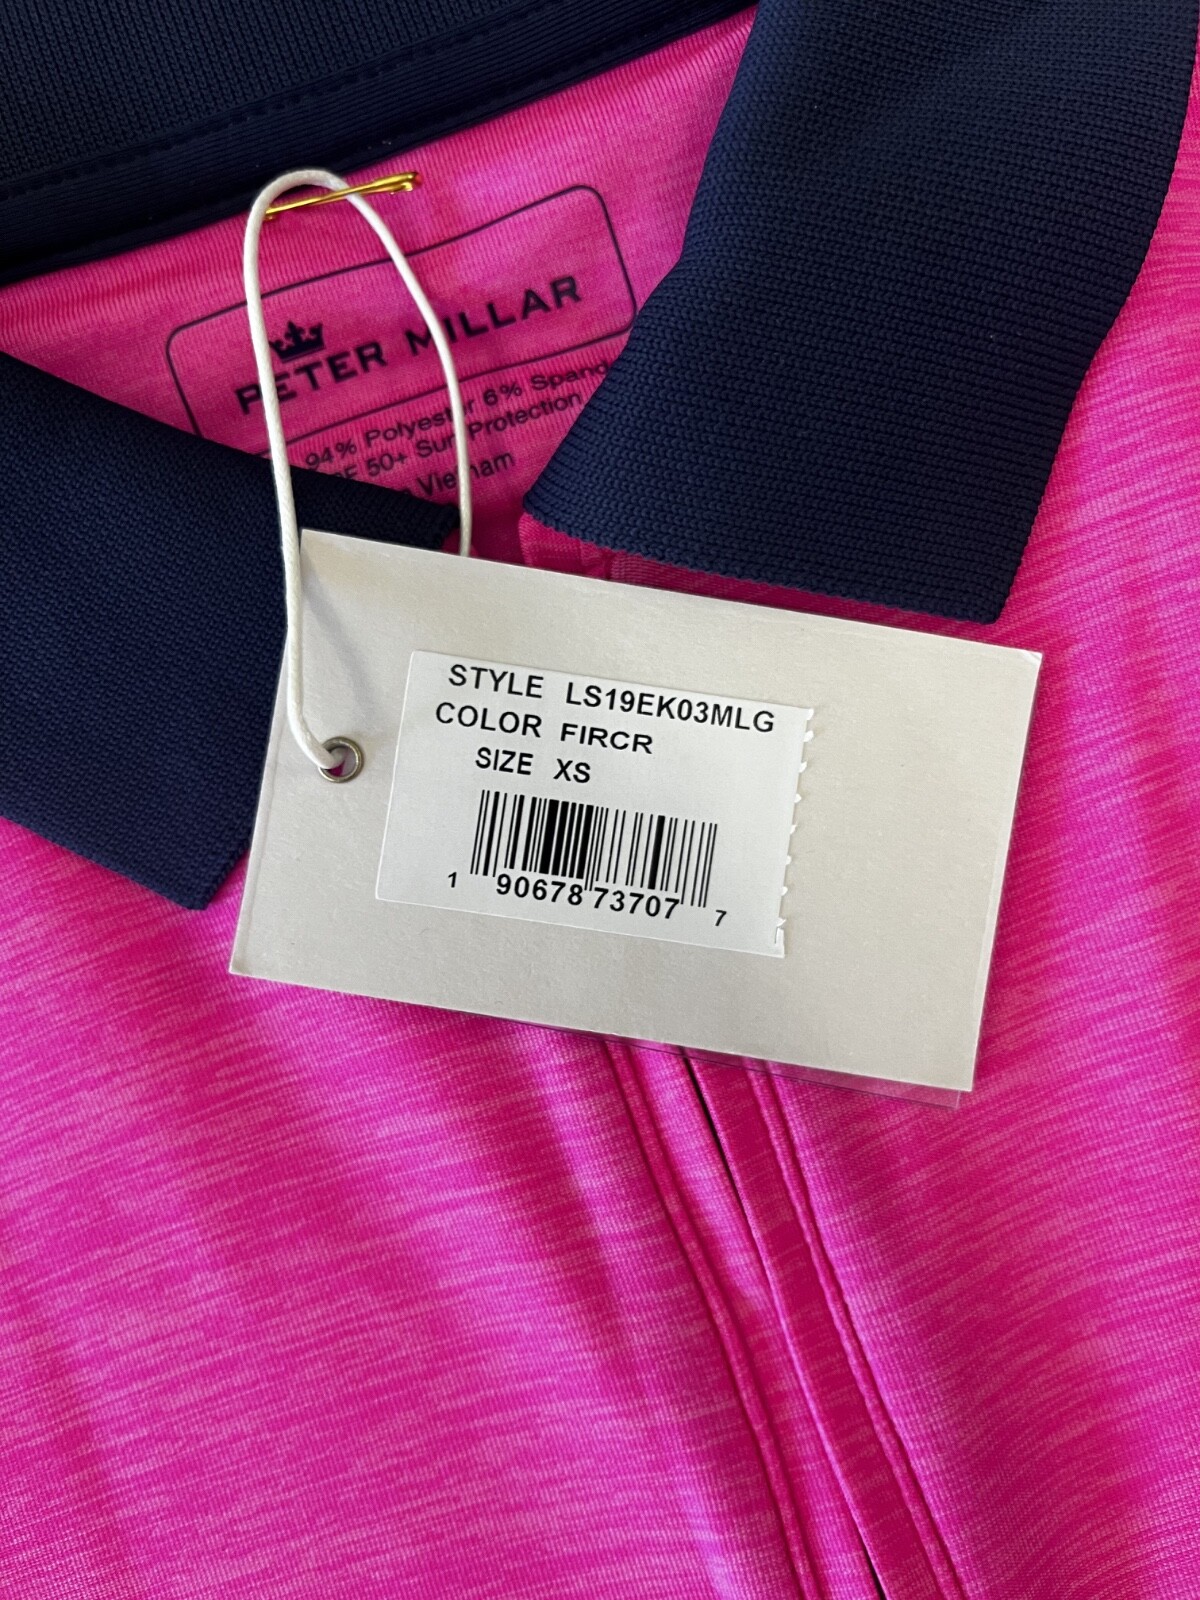 PETER MILLAR
94% Polyester 6%
50+ Sun Protection
Vietnam
STYLE LS19EK03MLG
COLOR FIRCR
SIZE XS
1 90678 73707 7